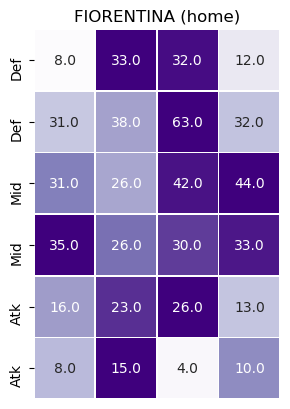 FIORENTINA (home)
Def 8.0 33.0 32.0 12.0
Def 31.0 38.0 63.0 32.0
Mid 31.0 26.0 42.0 44.0
Mid 35.0 26.0 30.0 33.0
Atk 16.0 23.0 26.0 13.0
Atk 8.0 15.0 4.0 10.0